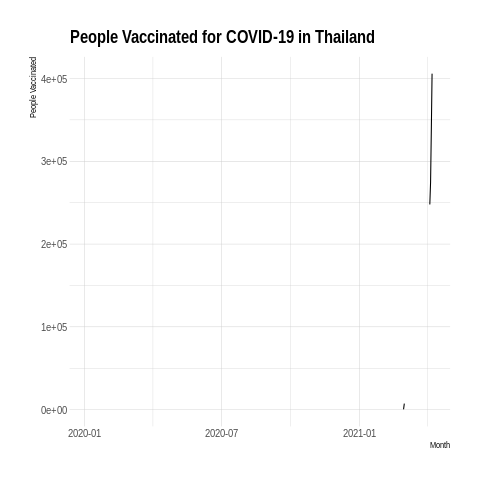 People Vaccinated for COVID-19 in Thailand
People Vaccinated
4e+05
3e+05
2e+05
1e+05
0e+00
2020-01
2020-07
2021-01
Month